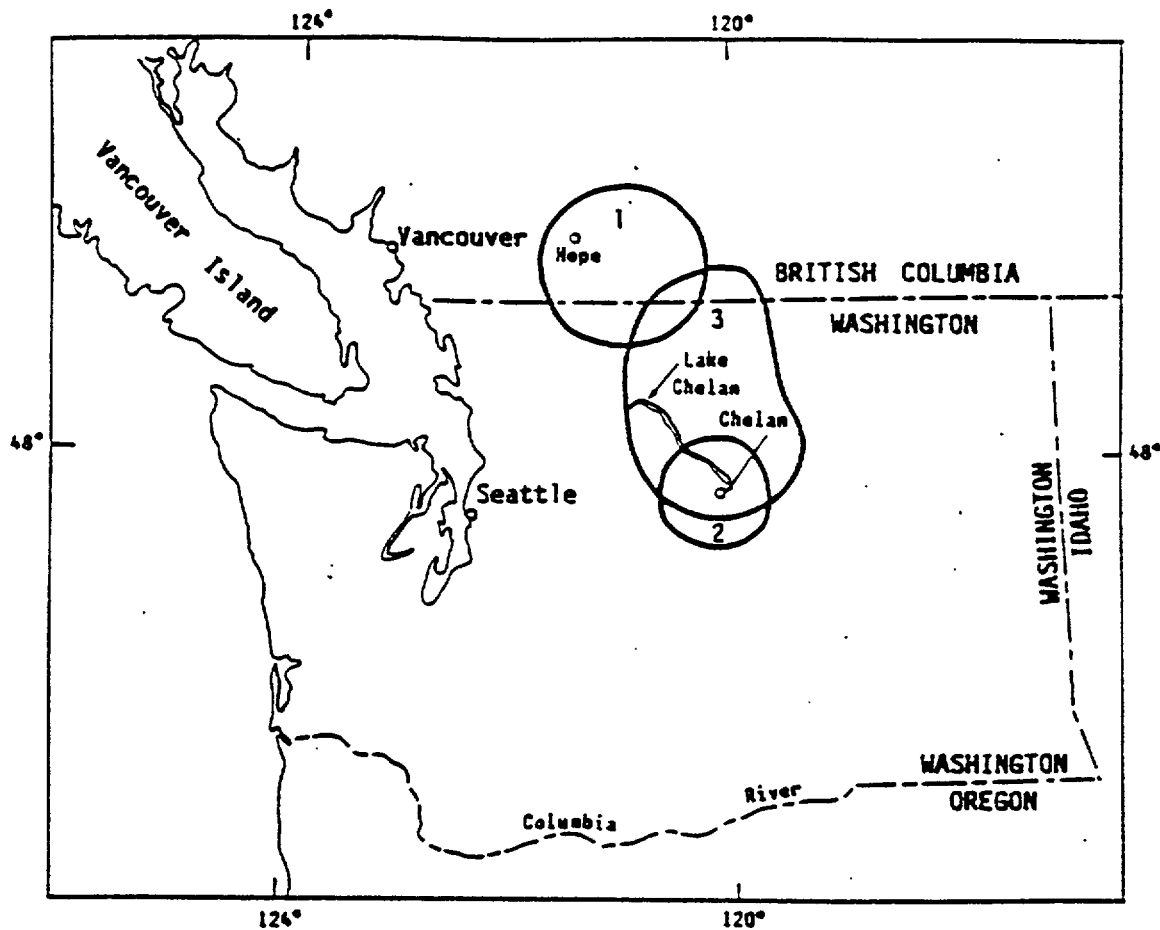 124°
120°
Vancouver
Island
Vancouver
1
Hope
BRITISH COLUMBIA
WASHINGTON
3
Lake
Chelan
Chelan
48°
48°
Seattle
2
WASHINGTON
IDAHO
WASHINGTON
OREGON
Columbia
River
124°
120°